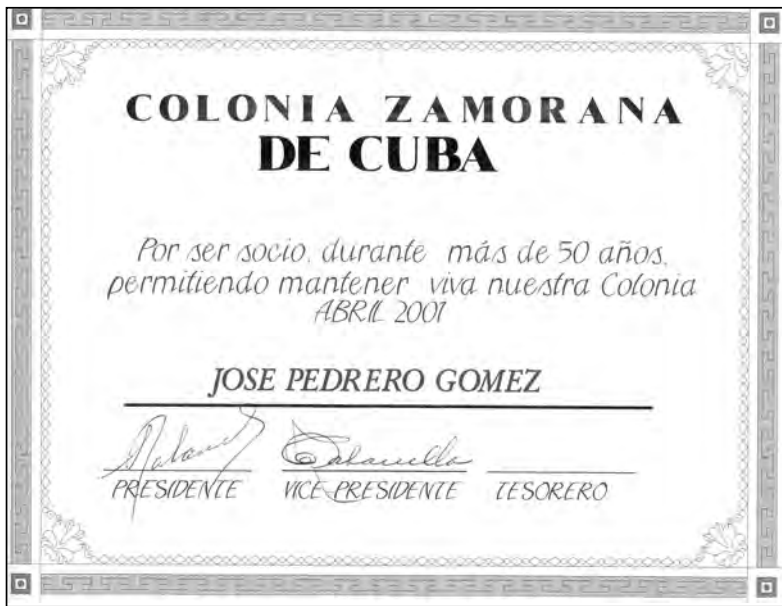 COLONIA ZAMORANA
DE CUBA
Por ser socio, durante más de 50 años,
permitiendo mantener viva nuestra Colonia
ABRIL 2001
JOSE PEDRERO GOMEZ
PRESIDENTE VICE PRESIDENTE TESORERO